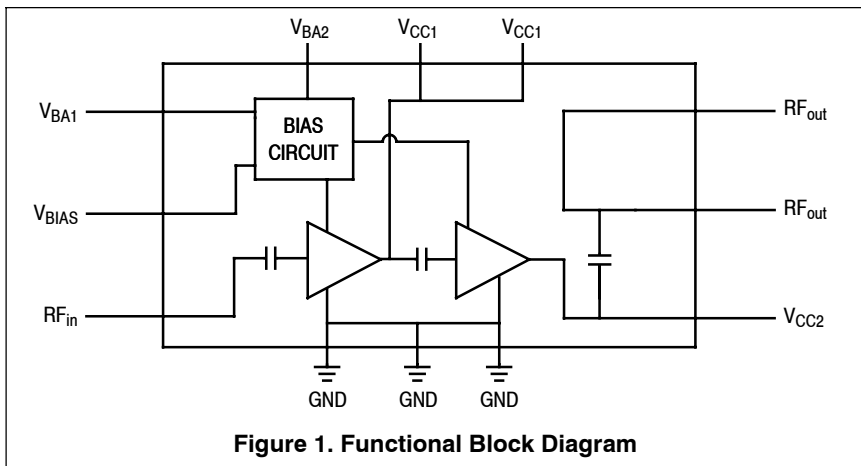 VBA2 VCC1 VCC1
VBA1
BIAS
CIRCUIT
RFout
VBIAS
RFout
RFin
VCC2
GND GND GND
Figure 1. Functional Block Diagram